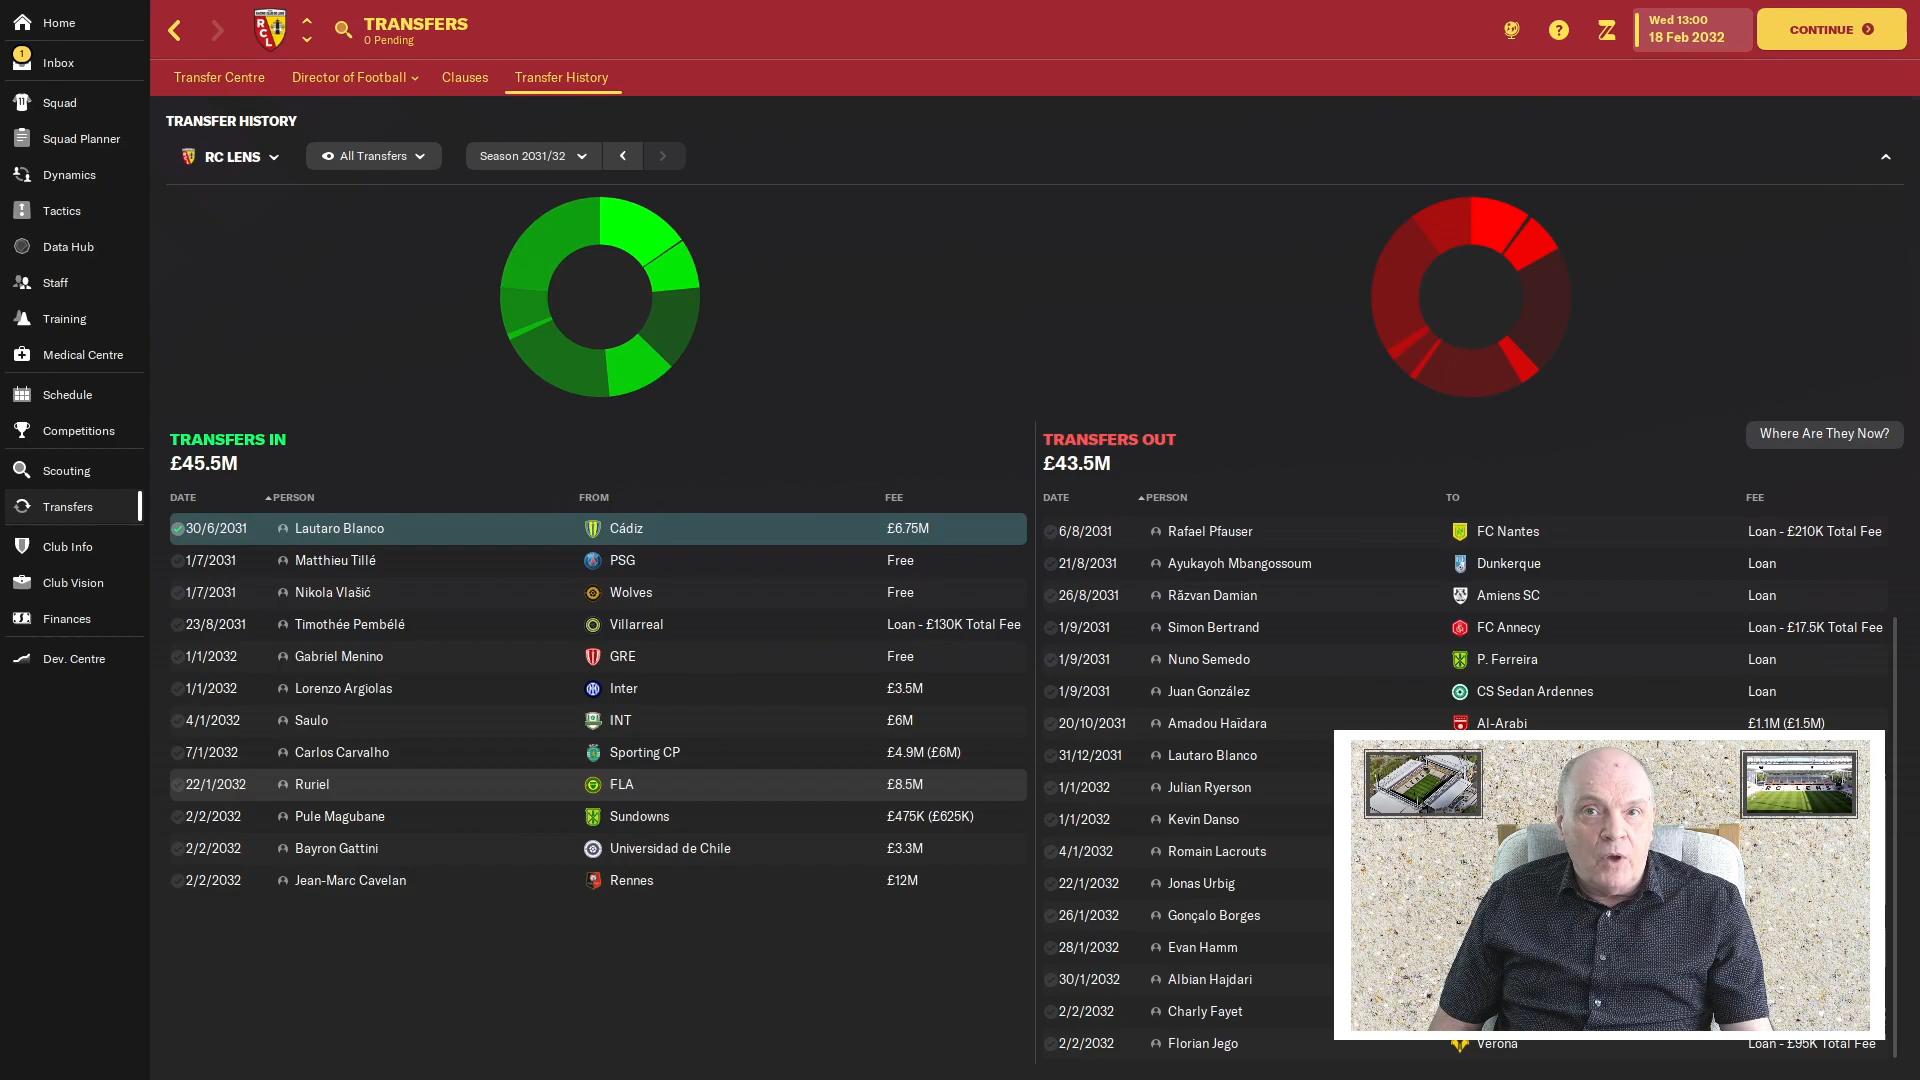 Home
TRANSFERS
0 Pending
Wed 13:00
18 Feb 2032
CONTINUE
1
Inbox
Transfer Centre
Director of Football
Clauses
Transfer History
Squad
Squad Planner
Dynamics
Tactics
Data Hub
Staff
Training
Medical Centre
Schedule
Competitions
Scouting
Transfers
Club Info
Club Vision
Finances
Dev. Centre
TRANSFER HISTORY
RC LENS
All Transfers
Season 2031/32
TRANSFERS IN
£45.5M
DATE PERSON FROM FEE
30/6/2031 Lautaro Blanco Cádiz £6.75M
1/7/2031 Matthieu Tillé PSG Free
1/7/2031 Nikola Vlašić Wolves Free
23/8/2031 Timothée Pembélé Villarreal Loan - £130K Total Fee
1/1/2032 Gabriel Menino GRE Free
1/1/2032 Lorenzo Argiolas Inter £3.5M
4/1/2032 Saulo INT £6M
7/1/2032 Carlos Carvalho Sporting CP £4.9M (£6M)
22/1/2032 Ruriel FLA £8.5M
2/2/2032 Pule Magubane Sundowns £475K (£625K)
2/2/2032 Bayron Gattini Universidad de Chile £3.3M
2/2/2032 Jean-Marc Cavelan Rennes £12M
TRANSFERS OUT
£43.5M
Where Are They Now?
DATE PERSON TO FEE
6/8/2031 Rafael Pfauser FC Nantes Loan - £210K Total Fee
21/8/2031 Ayukayoh Mbangossoum Dunkerque Loan
26/8/2031 Răzvan Damian Amiens SC Loan
1/9/2031 Simon Bertrand FC Annecy Loan - £17.5K Total Fee
1/9/2031 Nuno Semedo P. Ferreira Loan
1/9/2031 Juan González CS Sedan Ardennes Loan
20/10/2031 Amadou Haidara Al-Arabi £1.1M (£1.5M)
31/12/2031 Lautaro Blanco
1/1/2032 Julian Ryerson
1/1/2032 Kevin Danso
4/1/2032 Romain Lacrouts
22/1/2032 Jonas Urbig
26/1/2032 Gonçalo Borges
28/1/2032 Evan Hamm
30/1/2032 Albian Hajdari
2/2/2032 Charly Fayet
2/2/2032 Florian Jego Verona Loan - £95K Total Fee
RC LENS